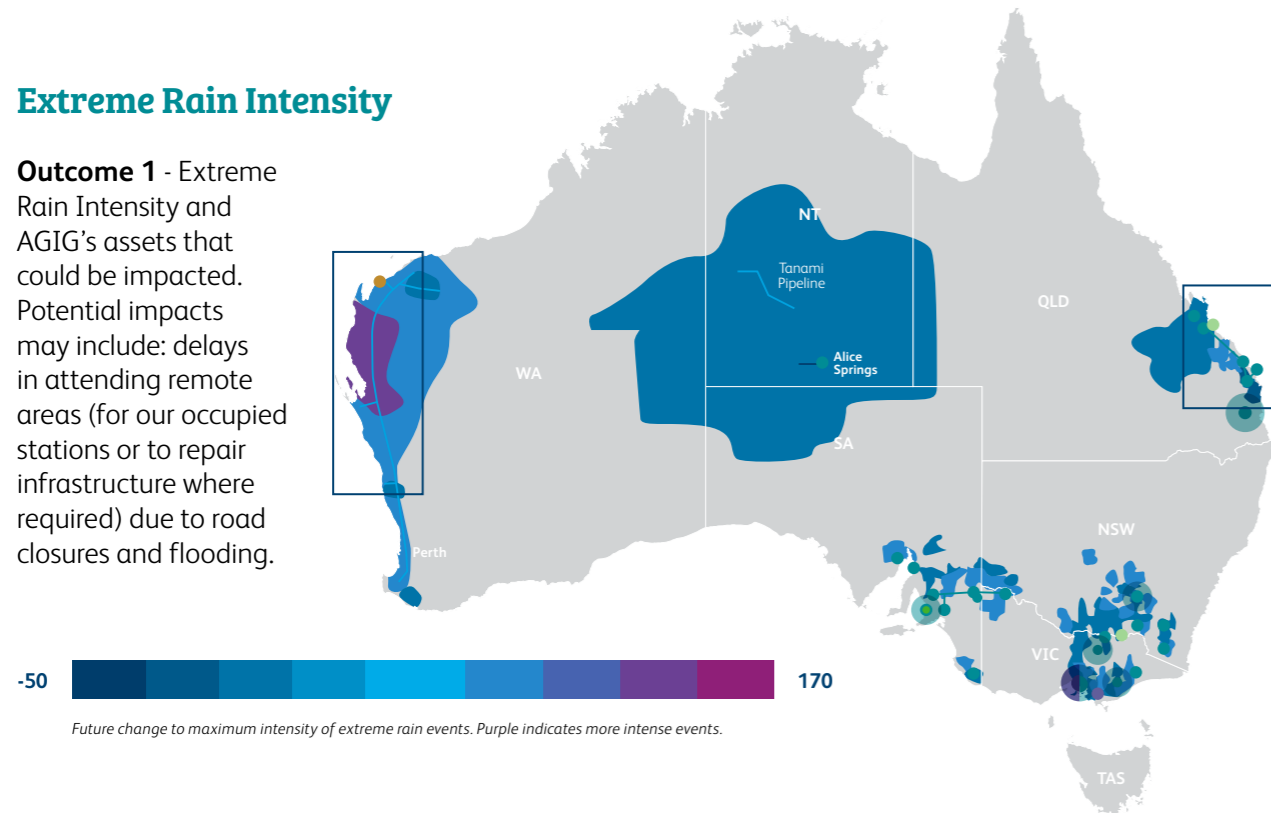 Extreme Rain Intensity
Outcome 1 - Extreme
Rain Intensity and
AGIG’s assets that
could be impacted.
Potential impacts
may include: delays
in attending remote
areas (for our occupied
stations or to repair
infrastructure where
required) due to road
closures and flooding.
NT
Tanami
Pipeline
QLD
WA
Alice
Springs
SA
NSW
Perth
VIC
TAS
-50
170
Future change to maximum intensity of extreme rain events. Purple indicates more intense events.